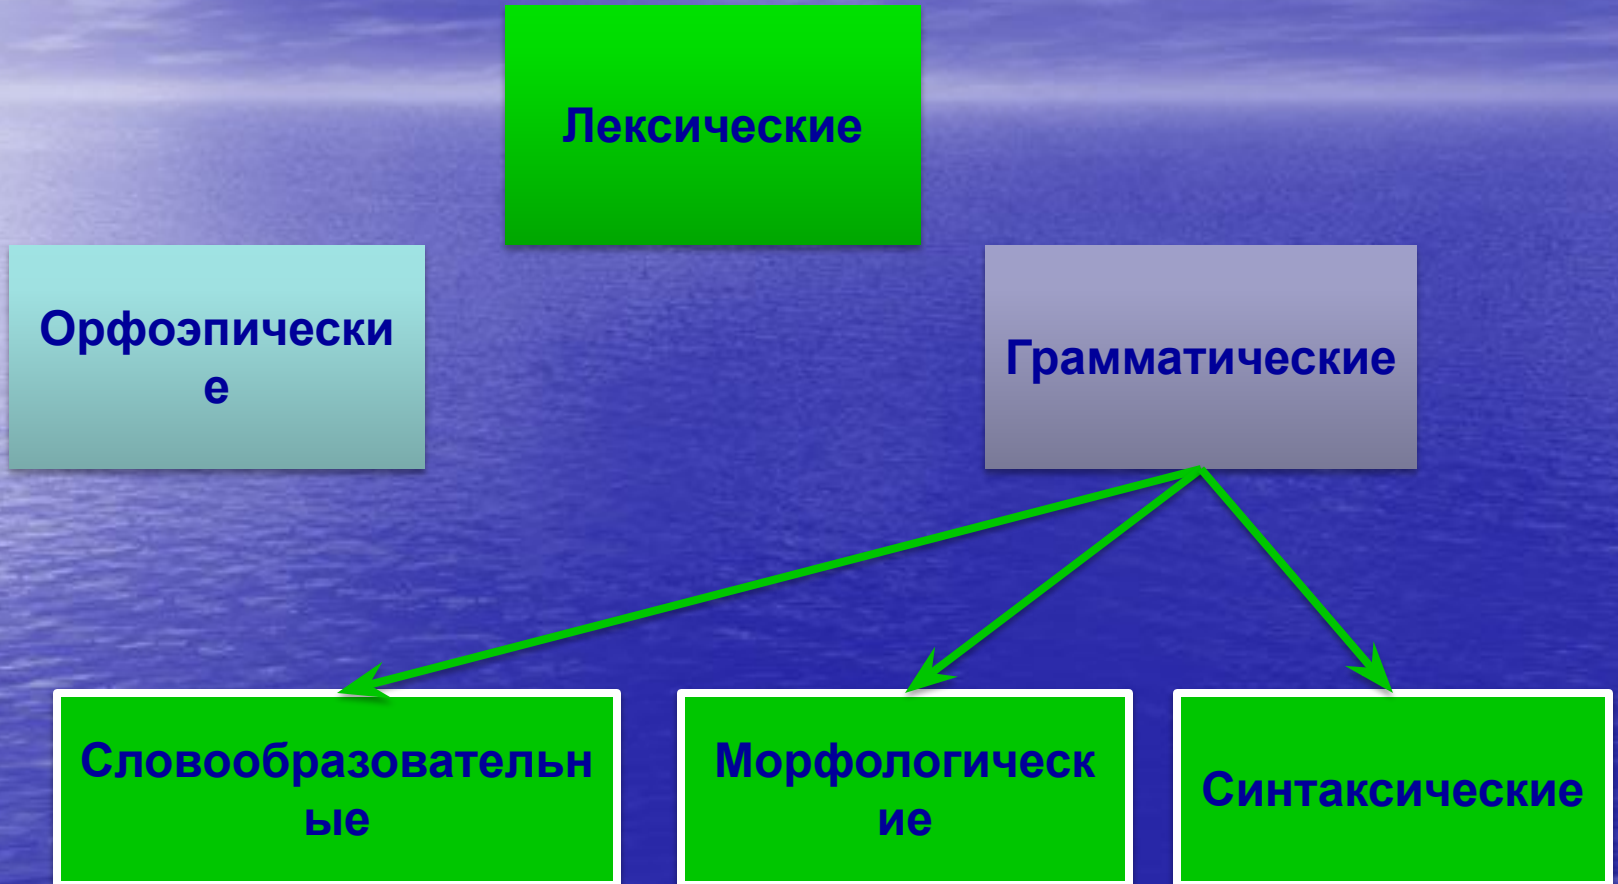 Лексические
Орфоэпически
е
Грамматические
Словообразовательн
ые
Морфологическ
ие
Синтаксические